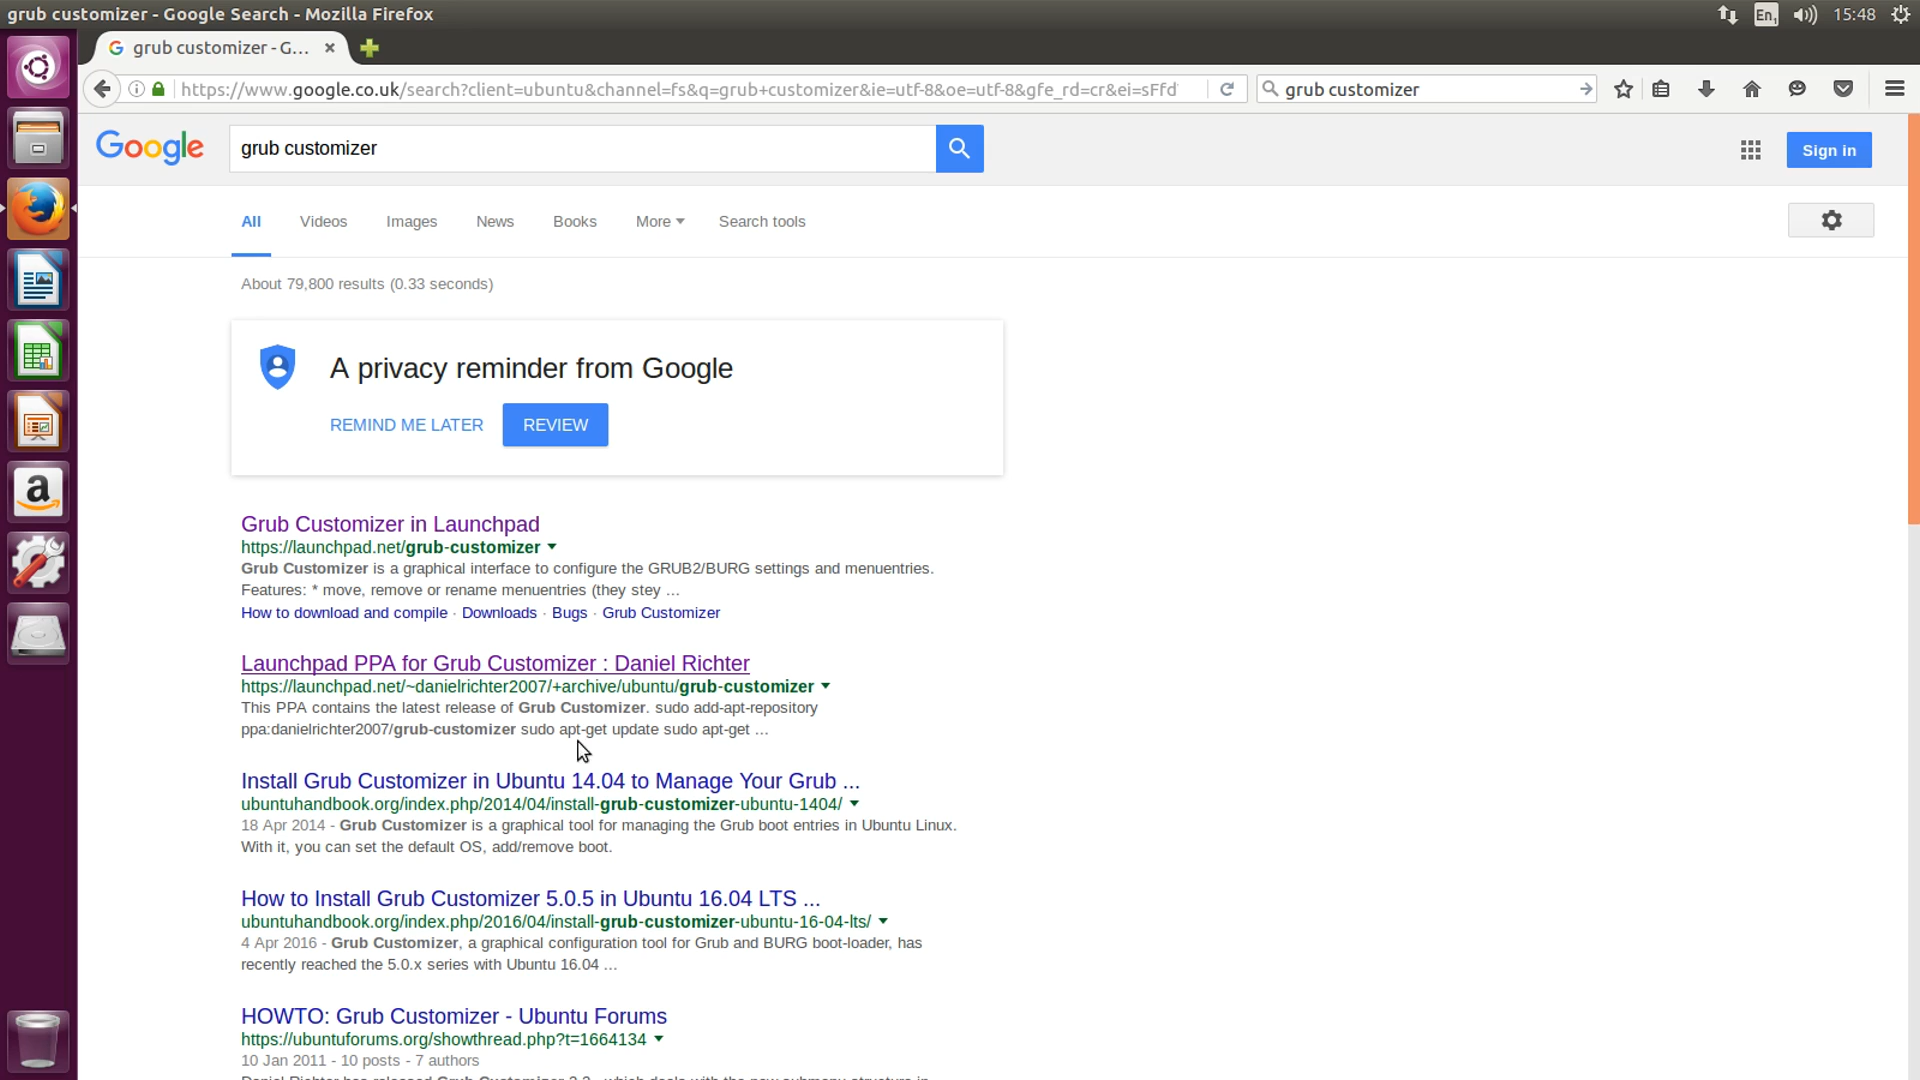 grub customizer - Google Search - Mozilla Firefox
En1
15:48
grub customizer - G...
https://www.google.co.uk/search?client=ubuntu&channel=fs&q=grub+customizer&ie=utf-8&oe=utf-8&gfe_rd=cr&ei=sFfd
grub customizer
Google
grub customizer
Sign in
All
Videos
Images
News
Books
More
Search tools
About 79,800 results (0.33 seconds)
A privacy reminder from Google
REMIND ME LATER
REVIEW
Grub Customizer in Launchpad
https://launchpad.net/grub-customizer
Grub Customizer is a graphical interface to configure the GRUB2/BURG settings and menuentries.
Features: * move, remove or rename menuentries (they stey ...
How to download and compile · Downloads · Bugs · Grub Customizer
Launchpad PPA for Grub Customizer : Daniel Richter
https://launchpad.net/~danielrichter2007/+archive/ubuntu/grub-customizer
This PPA contains the latest release of Grub Customizer. sudo add-apt-repository
ppa:danielrichter2007/grub-customizer sudo apt-get update sudo apt-get ...
Install Grub Customizer in Ubuntu 14.04 to Manage Your Grub ...
ubuntuhandbook.org/index.php/2014/04/install-grub-customizer-ubuntu-1404/
18 Apr 2014 - Grub Customizer is a graphical tool for managing the Grub boot entries in Ubuntu Linux.
With it, you can set the default OS, add/remove boot.
How to Install Grub Customizer 5.0.5 in Ubuntu 16.04 LTS ...
ubuntuhandbook.org/index.php/2016/04/install-grub-customizer-ubuntu-16-04-lts/
4 Apr 2016 - Grub Customizer, a graphical configuration tool for Grub and BURG boot-loader, has
recently reached the 5.0.x series with Ubuntu 16.04 ...
HOWTO: Grub Customizer - Ubuntu Forums
https://ubuntuforums.org/showthread.php?t=1664134
10 Jan 2011 - 10 posts - 7 authors